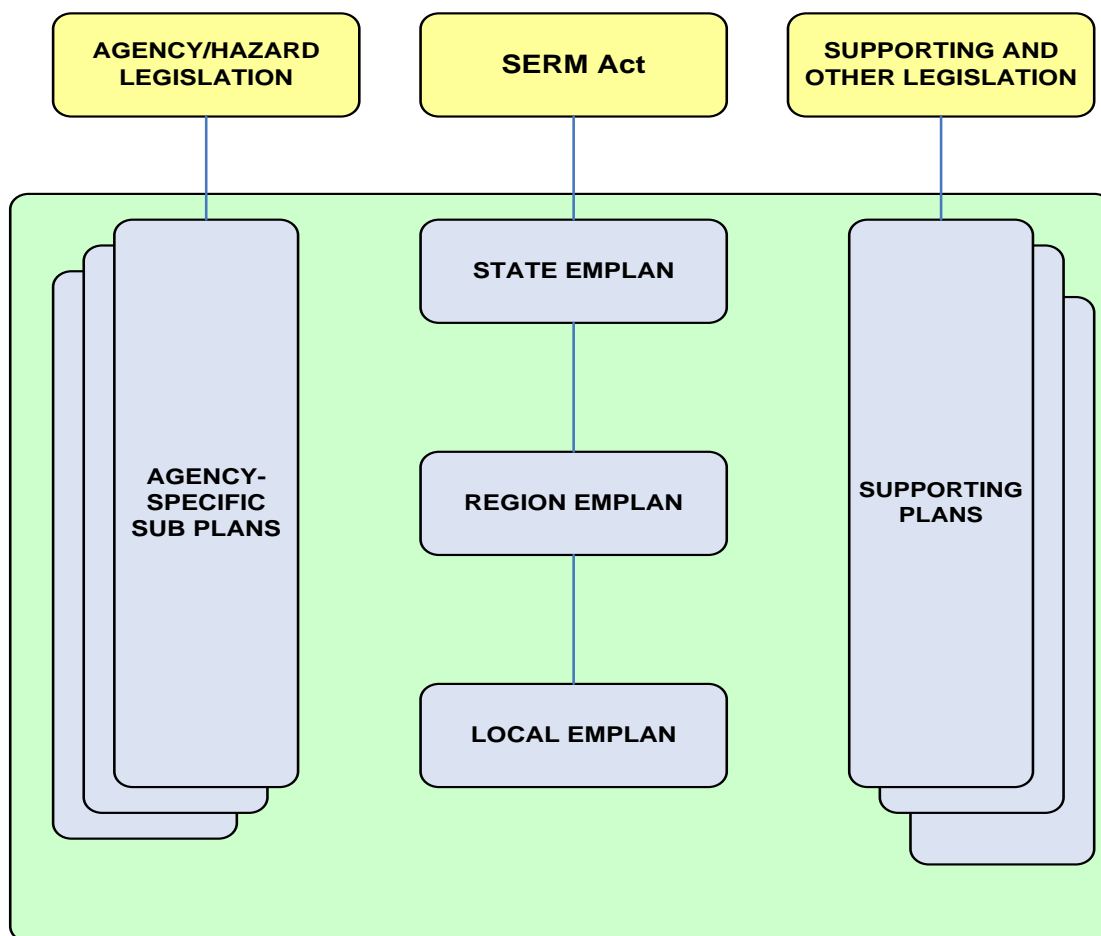 AGENCY/HAZARD
LEGISLATION
SERM Act
SUPPORTING AND
OTHER LEGISLATION
STATE EMPLAN
AGENCY-
SPECIFIC
SUB PLANS
REGION EMPLAN
SUPPORTING
PLANS
LOCAL EMPLAN